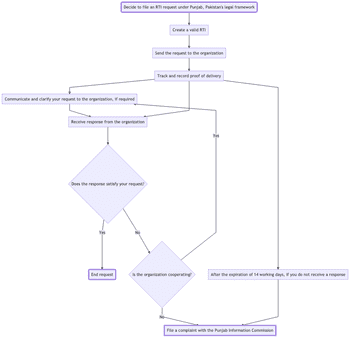 Decide to file an RTI request under Punjab, Pakistan's legal framework
Create a valid RTI
Send the request to the organization
Track and record proof of delivery
Communicate and clarify your request to the organization, if required
Receive response from the organization
Does the response satisfy your request?
Yes
No
End request
Is the organization cooperating?
Yes
After the expiration of 14 working days, if you do not receive a response
No
File a complaint with the Punjab Information Commission